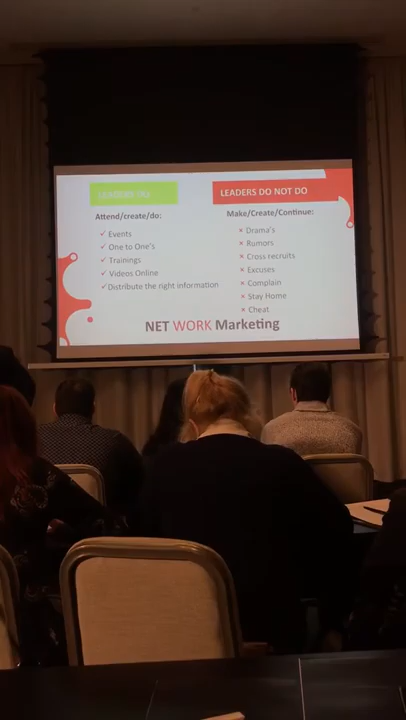 LEADERS DO
LEADERS DO NOT DO
Attend/create/do:
✓ Events
✓ One to One's
✓ Trainings
✓ Videos Online
✓ Distribute the right information
Make/Create/Continue:
× Drama's
× Rumors
× Cross recruits
× Excuses
× Complain
× Stay Home
× Cheat
NET WORK Marketing